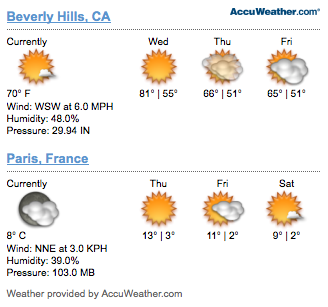 Beverly Hills, CA
AccuWeather.com®
Currently Wed Thu Fri
70° F 81° | 55° 66° | 51° 65° | 51°
Wind: WSW at 6.0 MPH
Humidity: 48.0%
Pressure: 29.94 IN
Paris, France
Currently Thu Fri Sat
8° C 13° | 3° 11° | 2° 9° | 2°
Wind: NNE at 3.0 KPH
Humidity: 39.0%
Pressure: 103.0 MB
Weather provided by AccuWeather.com